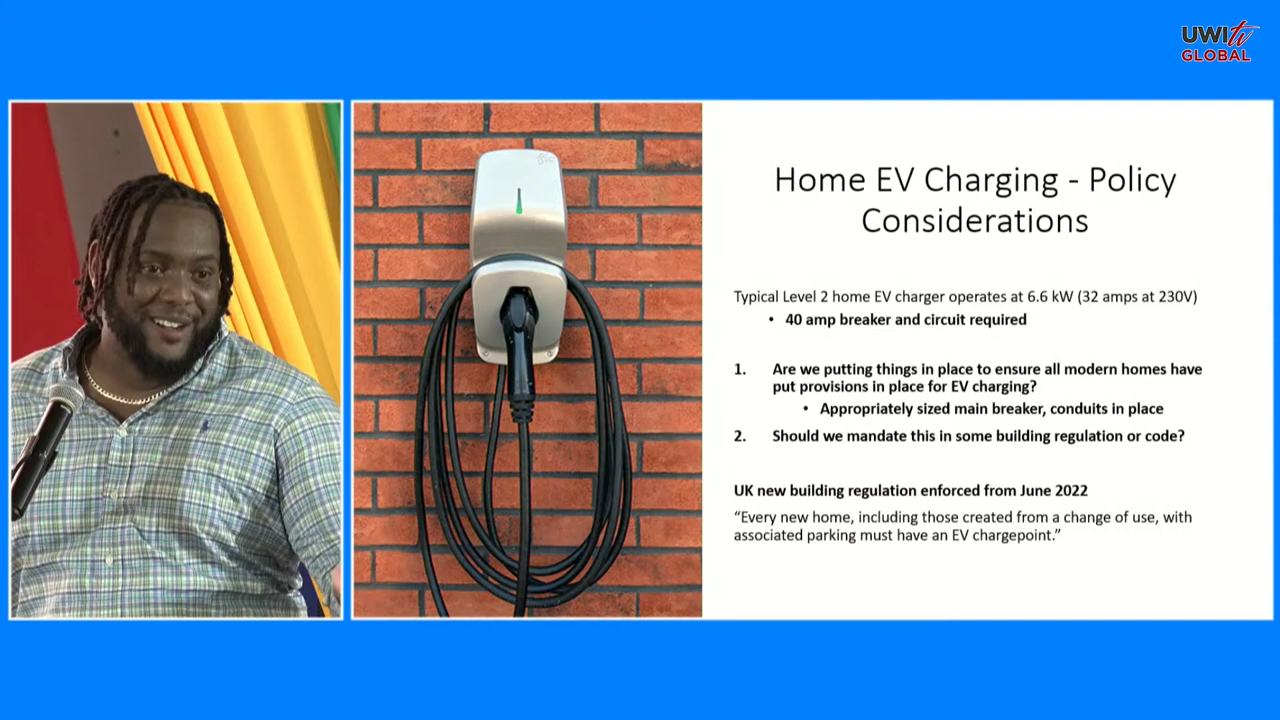 UWItv
GLOBAL
Home EV Charging - Policy
Considerations
Typical Level 2 home EV charger operates at 6.6 kW (32 amps at 230V)
• 40 amp breaker and circuit required
1. Are we putting things in place to ensure all modern homes have
put provisions in place for EV charging?
• Appropriately sized main breaker, conduits in place
2. Should we mandate this in some building regulation or code?
UK new building regulation enforced from June 2022
“Every new home, including those created from a change of use, with
associated parking must have an EV chargepoint.”